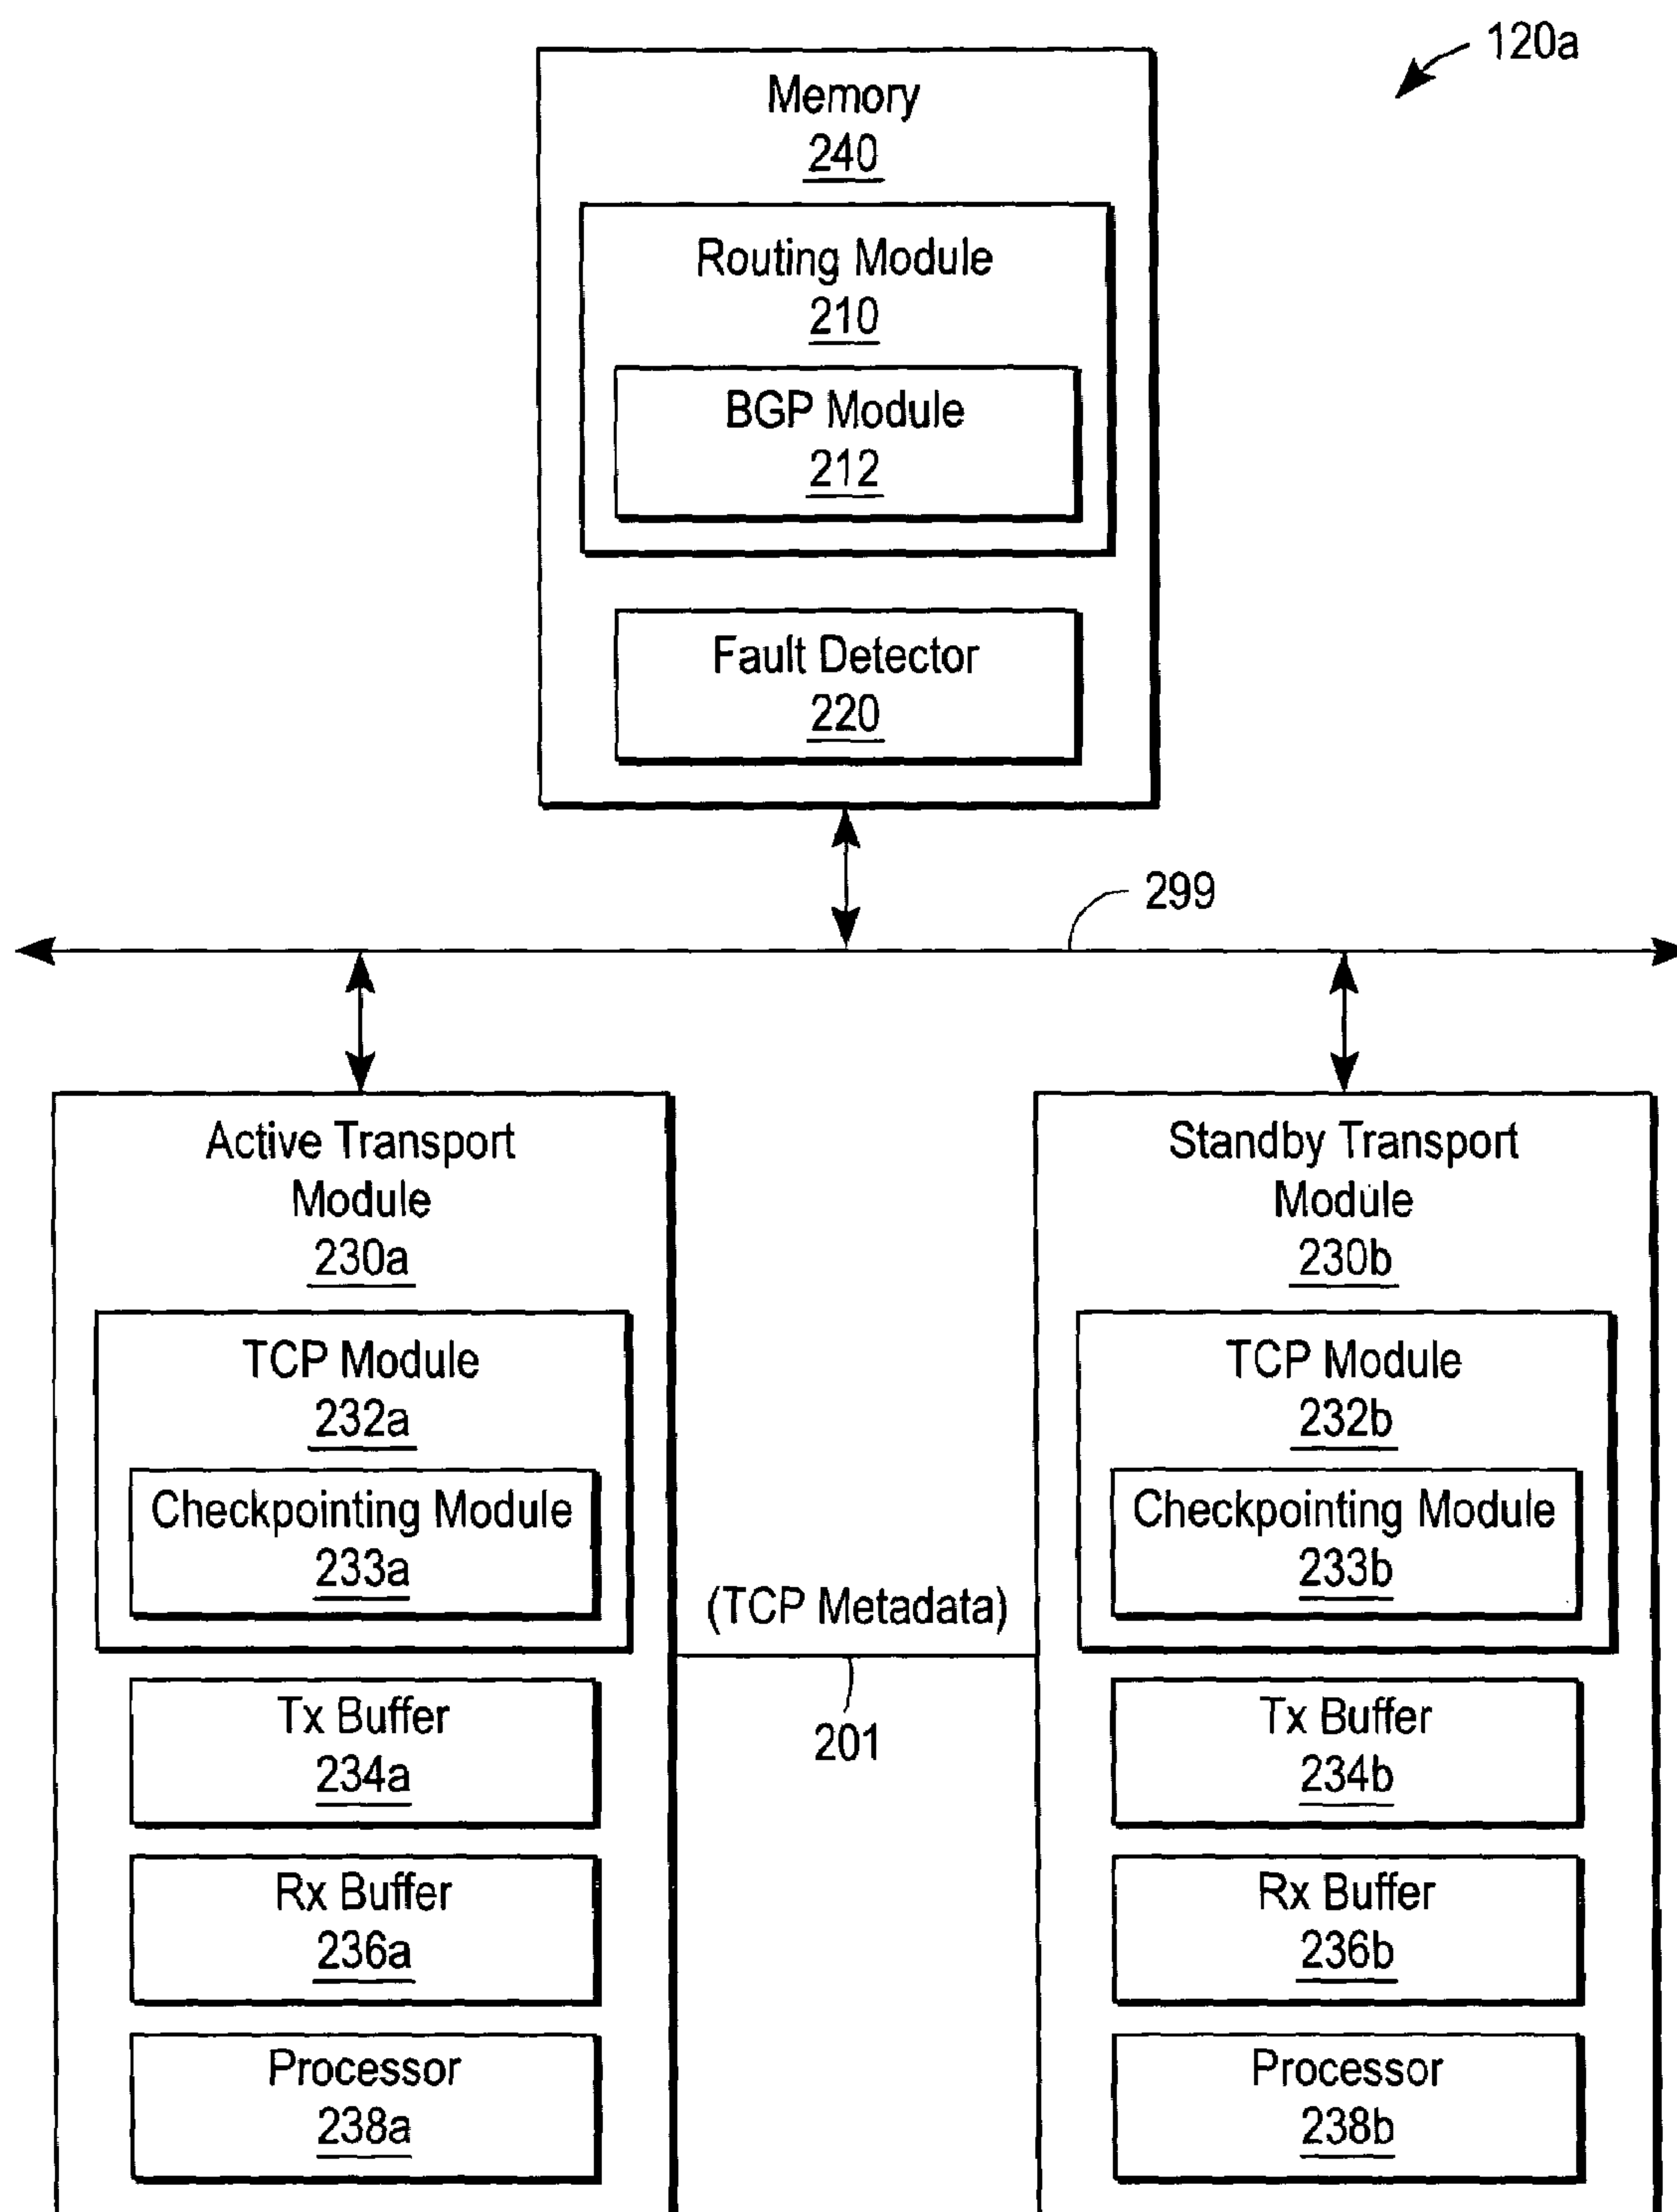 120a
Memory
240
Routing Module
210
BGP Module
212
Fault Detector
220
299
Active Transport
Module
230a
TCP Module
232a
Checkpointing Module
233a
Tx Buffer
234a
Rx Buffer
236a
Processor
238a
(TCP Metadata)
201
Standby Transport
Module
230b
TCP Module
232b
Checkpointing Module
233b
Tx Buffer
234b
Rx Buffer
236b
Processor
238b